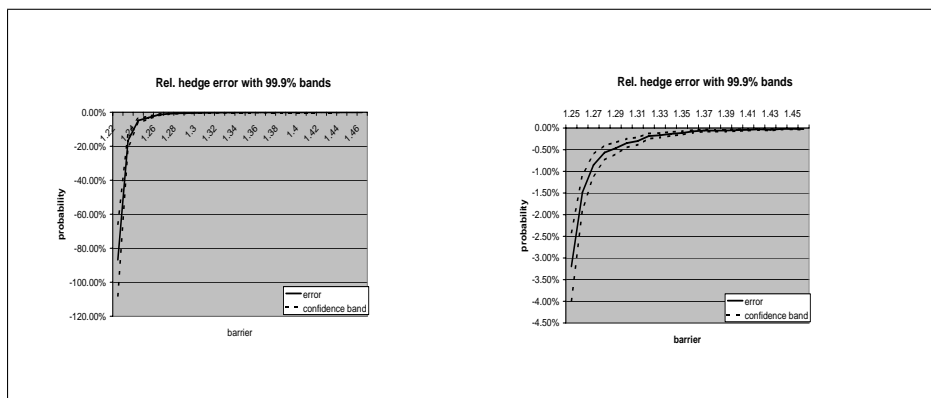 Rel. hedge error with 99.9% bands
0.00%
-20.00%
-40.00%
-60.00%
-80.00%
-100.00%
-120.00%
1.22
1.24
1.26
1.28
1.3
1.32
1.34
1.36
1.38
1.4
1.42
1.44
1.46
probability
error
confidence band
barrier
Rel. hedge error with 99.9% bands
1.25 1.27 1.29 1.31 1.33 1.35 1.37 1.39 1.41 1.43 1.45
0.00%
-0.50%
-1.00%
-1.50%
-2.00%
-2.50%
-3.00%
-3.50%
-4.00%
-4.50%
probability
error
confidence band
barrier